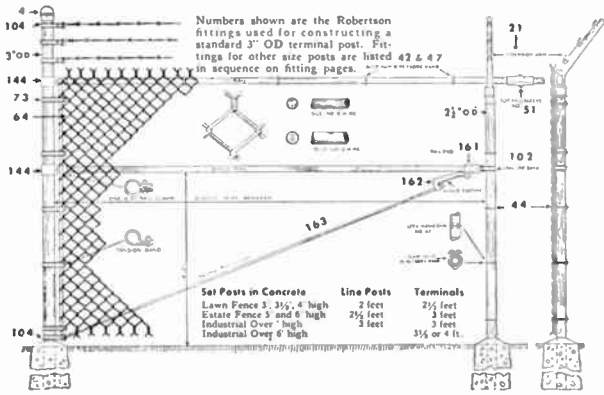 4
104
Numbers shown are the Robertson
fittings used for constructing a
standard 3" OD terminal post. Fit-
tings for other size posts are listed
in sequence on fitting pages.
42 & 47
21
3"OD
144
73
64
51
2½"OD
161
102
162
144
163
44
TENSION BAND
Set Posts in Concrete Line Posts Terminals
Lawn Fence 3, 3½, 4 high 2 feet 2½ feet
Estate Fence 5 and 6 high 2½ feet 3 feet
Industrial Over high 3 feet 3 feet
Industrial Over 6' high 3½ or 4 ft.
104